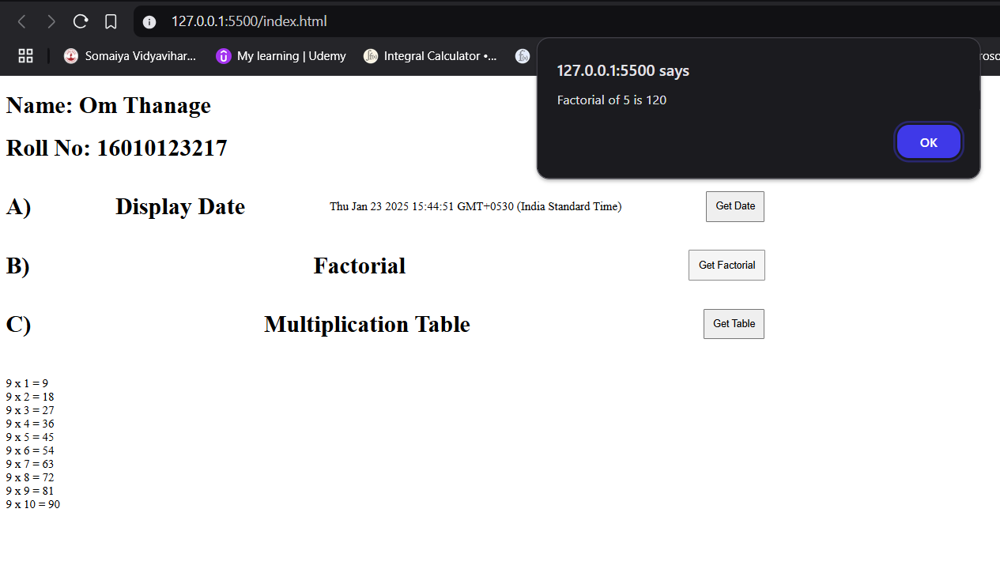 127.0.0.1:5500/index.html
Somaiya Vidyavihar... My learning | Udemy Integral Calculator •...
127.0.0.1:5500 says
Factorial of 5 is 120
OK
Name: Om Thanage
Roll No: 16010123217
A) Display Date Thu Jan 23 2025 15:44:51 GMT+0530 (India Standard Time) Get Date
B) Factorial Get Factorial
C) Multiplication Table Get Table
9 x 1 = 9
9 x 2 = 18
9 x 3 = 27
9 x 4 = 36
9 x 5 = 45
9 x 6 = 54
9 x 7 = 63
9 x 8 = 72
9 x 9 = 81
9 x 10 = 90